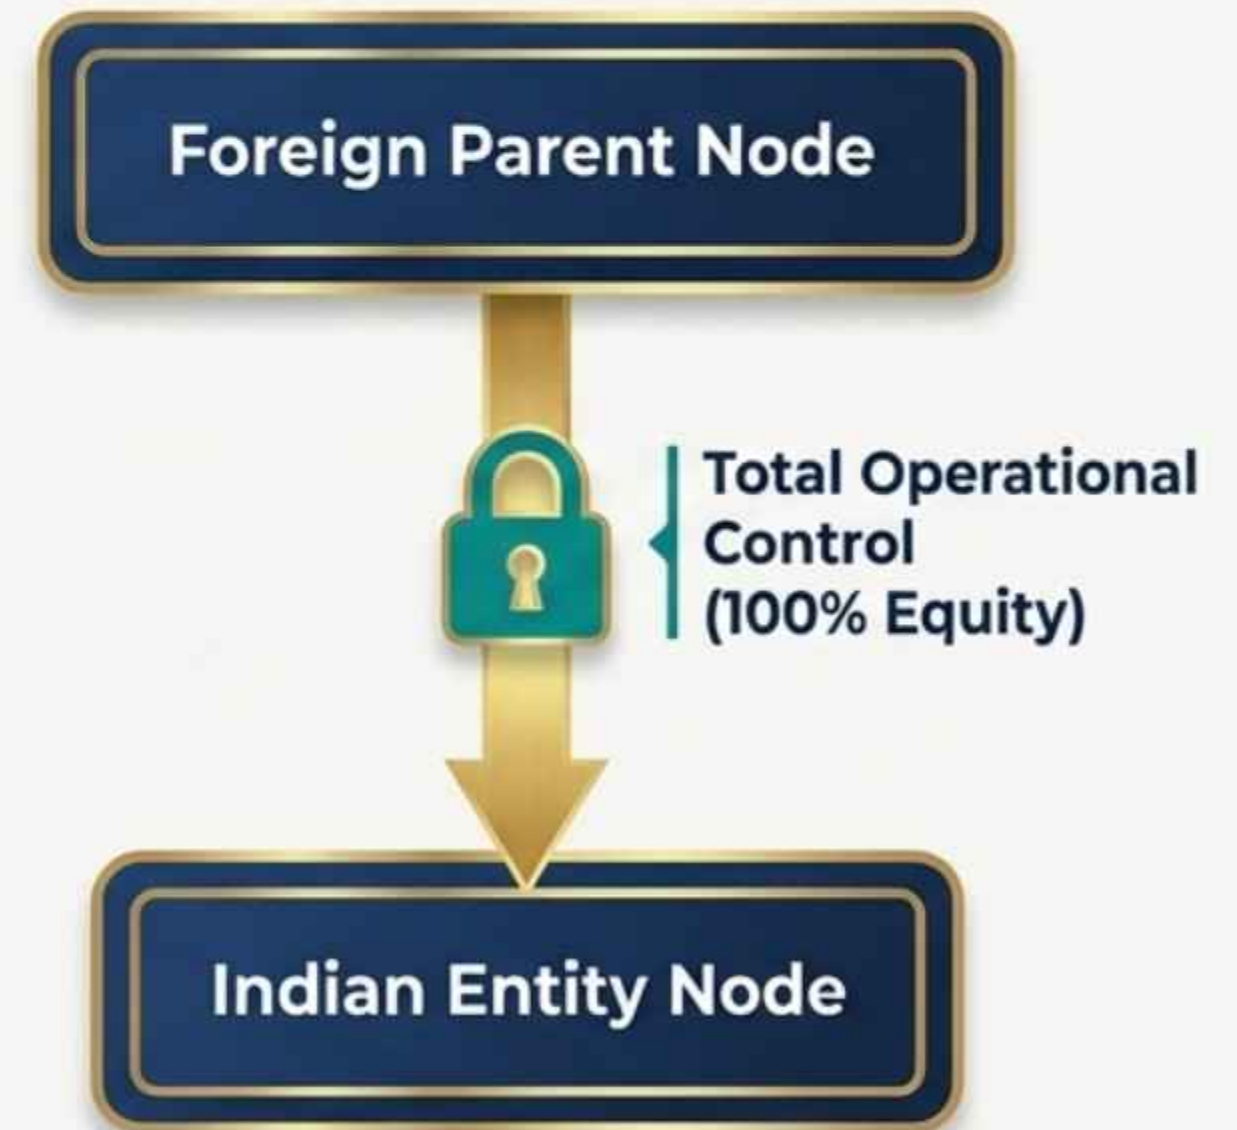 Foreign Parent Node
Total Operational
Control
(100% Equity)
Indian Entity Node